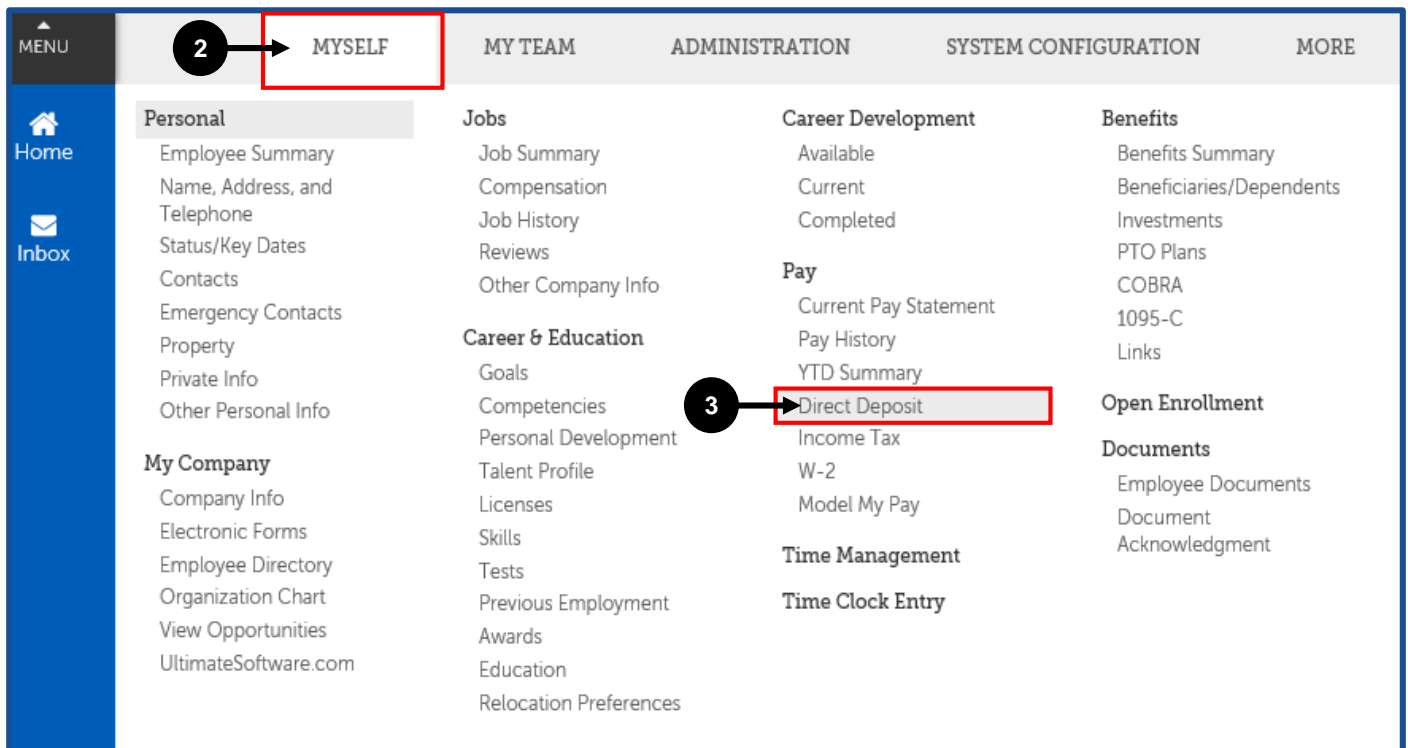 MENU
2
MYSELF
MY TEAM
ADMINISTRATION
SYSTEM CONFIGURATION
MORE
Home
Inbox
Personal
Employee Summary
Name, Address, and
Telephone
Status/Key Dates
Contacts
Emergency Contacts
Property
Private Info
Other Personal Info
My Company
Company Info
Electronic Forms
Employee Directory
Organization Chart
View Opportunities
UltimateSoftware.com
Jobs
Job Summary
Compensation
Job History
Reviews
Other Company Info
Career & Education
Goals
Competencies
Personal Development
Talent Profile
Licenses
Skills
Tests
Previous Employment
Awards
Education
Relocation Preferences
Career Development
Available
Current
Completed
Pay
Current Pay Statement
Pay History
YTD Summary
3
Direct Deposit
Income Tax
W-2
Model My Pay
Time Management
Time Clock Entry
Benefits
Benefits Summary
Beneficiaries/Dependents
Investments
PTO Plans
COBRA
1095-C
Links
Open Enrollment
Documents
Employee Documents
Document
Acknowledgment